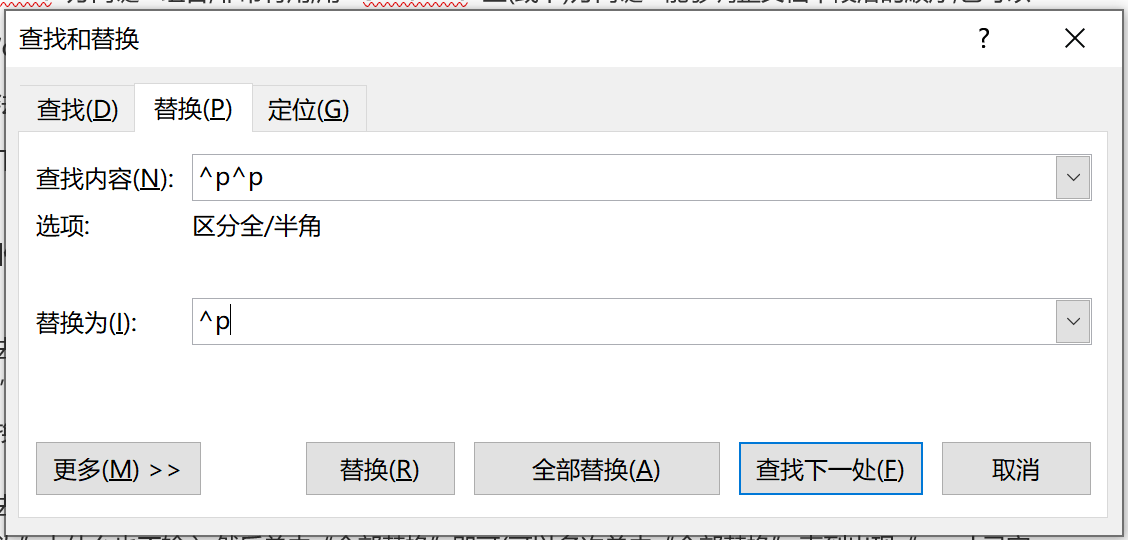 查找和替换
?
查找(D) 替换(P) 定位(G)
查找内容(N): ^p^p
选项: 区分全/半角
替换为(I): ^p
更多(M) >> 替换(R) 全部替换(A) 查找下一处(F) 取消